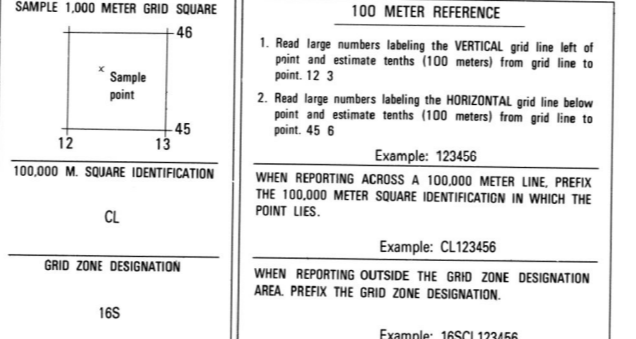 SAMPLE 1,000 METER GRID SQUARE
46
x
Sample
point
45
12
13
100,000 M. SQUARE IDENTIFICATION
CL
GRID ZONE DESIGNATION
16S
100 METER REFERENCE
1. Read large numbers labeling the VERTICAL grid line left of
point and estimate tenths (100 meters) from grid line to
point. 12 3
2. Read large numbers labeling the HORIZONTAL grid line below
point and estimate tenths (100 meters) from grid line to
point. 45 6
Example: 123456
WHEN REPORTING ACROSS A 100,000 METER LINE, PREFIX
THE 100,000 METER SQUARE IDENTIFICATION IN WHICH THE
POINT LIES.
Example: CL123456
WHEN REPORTING OUTSIDE THE GRID ZONE DESIGNATION
AREA. PREFIX THE GRID ZONE DESIGNATION.
Example: 16SCL123456